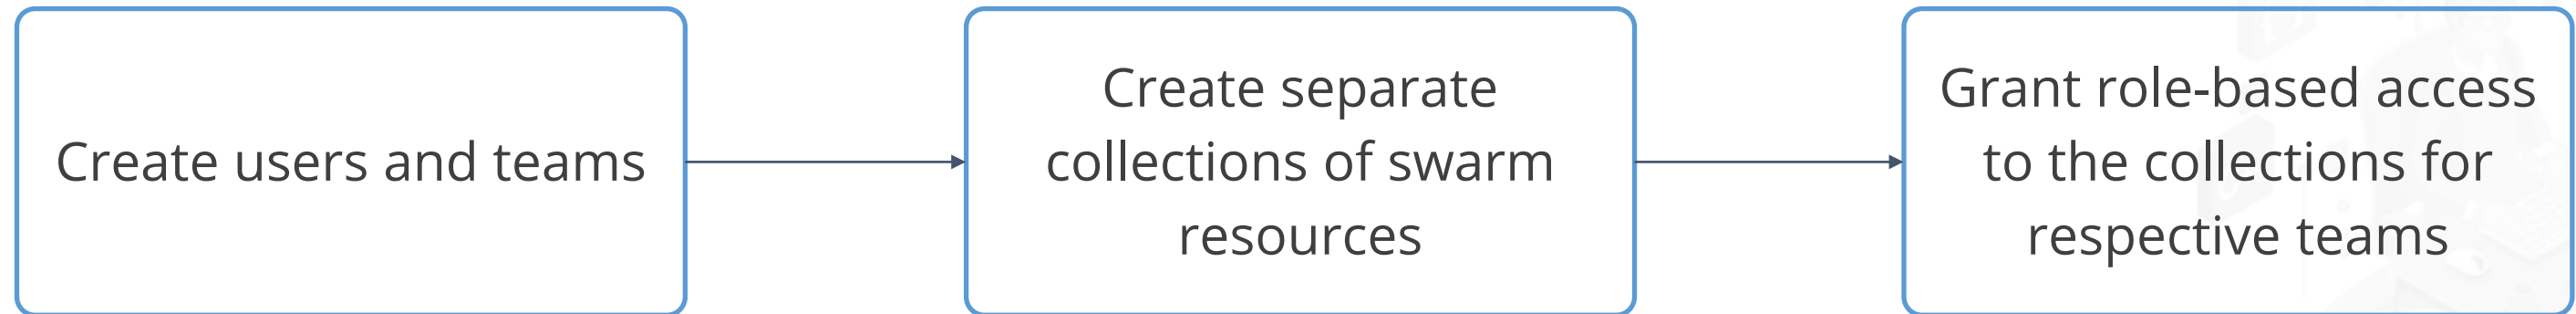 Create users and teams
Create separate
collections of swarm
resources
Grant role-based access
to the collections for
respective teams